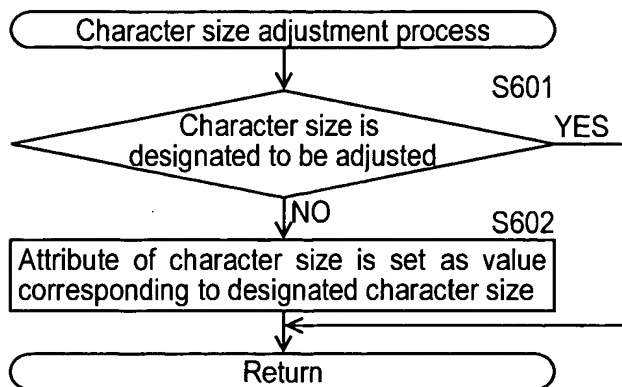 Character size adjustment process
S601
Character size is
designated to be adjusted
YES
NO
S602
Attribute of character size is set as value
corresponding to designated character size
Return